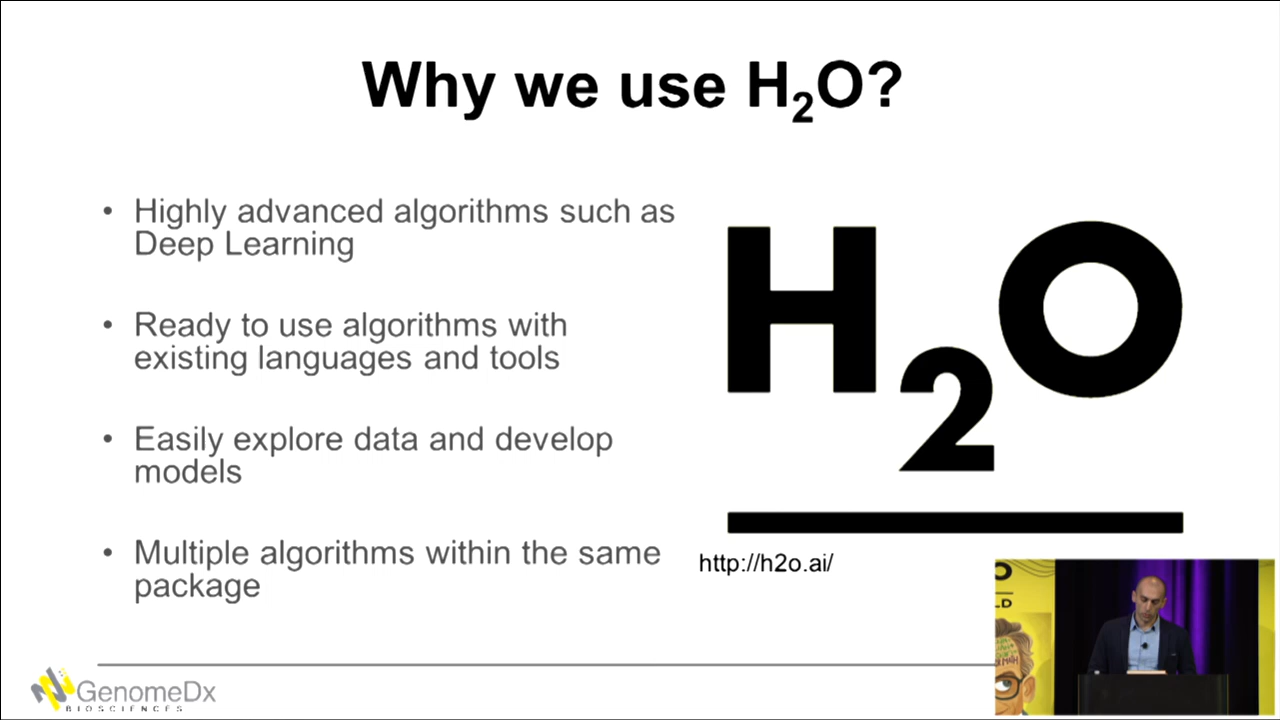 Why we use H₂O?
• Highly advanced algorithms such as
Deep Learning
• Ready to use algorithms with
existing languages and tools
• Easily explore data and develop
models
• Multiple algorithms within the same
package
H₂O
http://h2o.ai/
GenomeDx
BIOSCIENCES
O
LD
MATH